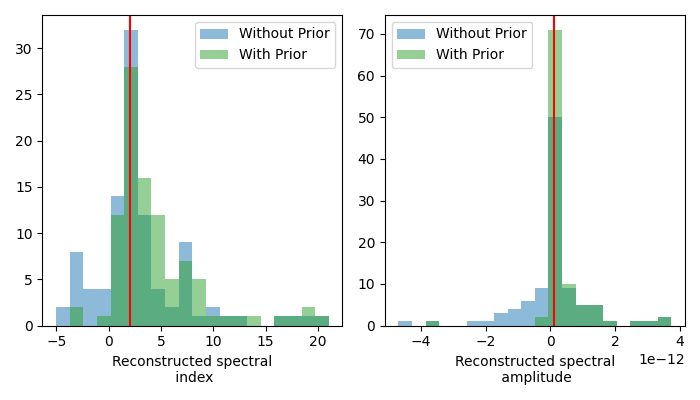 Without Prior
With Prior
30
25
20
15
10
5
0
−5
0
5
10
15
20
Reconstructed spectral
index
Without Prior
With Prior
70
60
50
40
30
20
10
0
−4
−2
0
2
4
1e−12
Reconstructed spectral
amplitude